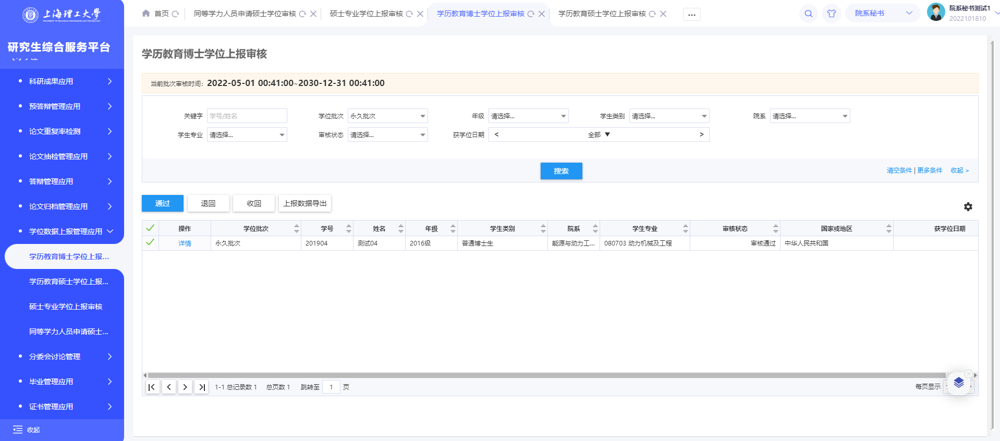 上海理工大學
UNIVERSITY OF SHANGHAI FOR SCIENCE AND TECHNOLOGY
研究生综合服务平台
科研成果应用
预答辩管理应用
论文重复率检测
论文抽检管理应用
答辩管理应用
论文归档管理应用
学位数据上报管理应用
学历教育博士学位上报...
学历教育硕士学位上报...
硕士专业学位上报审核
同等学力人员申请硕士...
分委会讨论管理
毕业管理应用
证书管理应用
收起
首页 同等学力人员申请硕士学位审核 硕士专业学位上报审核 学历教育博士学位上报审核 学历教育硕士学位上报审核 ...
院系秘书
院系秘书测试1
2022101810
学历教育博士学位上报审核
当前批次审核时间：2022-05-01 00:41:00~2030-12-31 00:41:00
关键字 学号/姓名 学位批次 永久批次 年级 请选择... 学生类别 请选择... 院系 请选择...
学生专业 请选择... 审核状态 请选择... 获学位日期 < 全部 ▼ >
搜索
清空条件 | 更多条件 收起 >
通过 退回 收回 上报数据导出
操作 学位批次 学号 姓名 年级 学生类别 院系 学生专业 审核状态 国家或地区 获学位日期
详情 永久批次 201904 测试04 2016级 普通博士生 能源与动力工... 080703 动力机械及工程 审核通过 中华人民共和国
1-1 总记录数 1 总页数 1 跳转至 1 页
每页显示